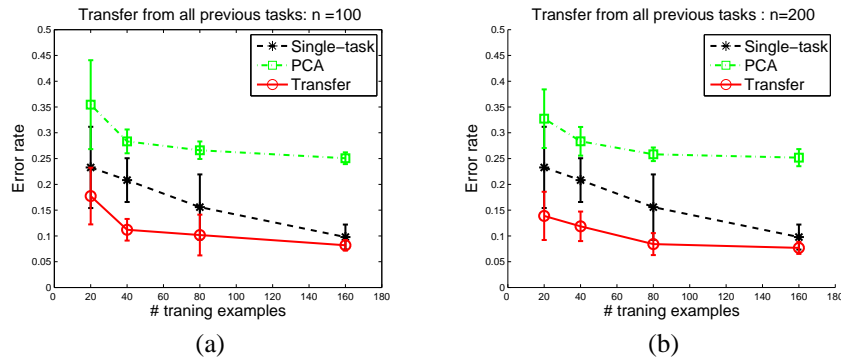 Transfer from all previous tasks: n =100
0.5
0.45
0.4
0.35
0.3
0.25
0.2
0.15
0.1
0.05
0
Error rate
Single-task
PCA
Transfer
0 20 40 60 80 100 120 140 160 180
# traning examples
(a)
Transfer from all previous tasks : n=200
0.5
0.45
0.4
0.35
0.3
0.25
0.2
0.15
0.1
0.05
0
Error rate
Single-task
PCA
Transfer
0 20 40 60 80 100 120 140 160 180
# traning examples
(b)